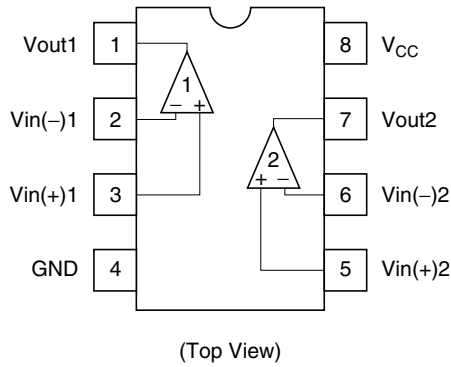 Vout1 1 8 VCC
1
− +
Vin(−)1 2 7 Vout2
2
+ −
Vin(+)1 3 6 Vin(−)2
GND 4 5 Vin(+)2
(Top View)